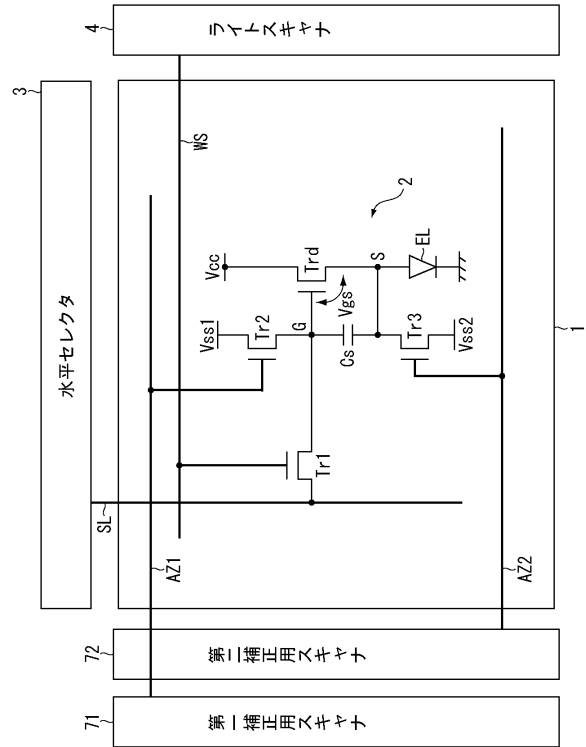 3
水平セレクタ
4
ライトスキャナ
SL
WS
AZ1
Vss1
Vcc
Tr2
Trd
G
Vgs
2
Tr1
Cs
S
EL
Tr3
Vss2
AZ2
1
72
第二補正用スキャナ
71
第一補正用スキャナ